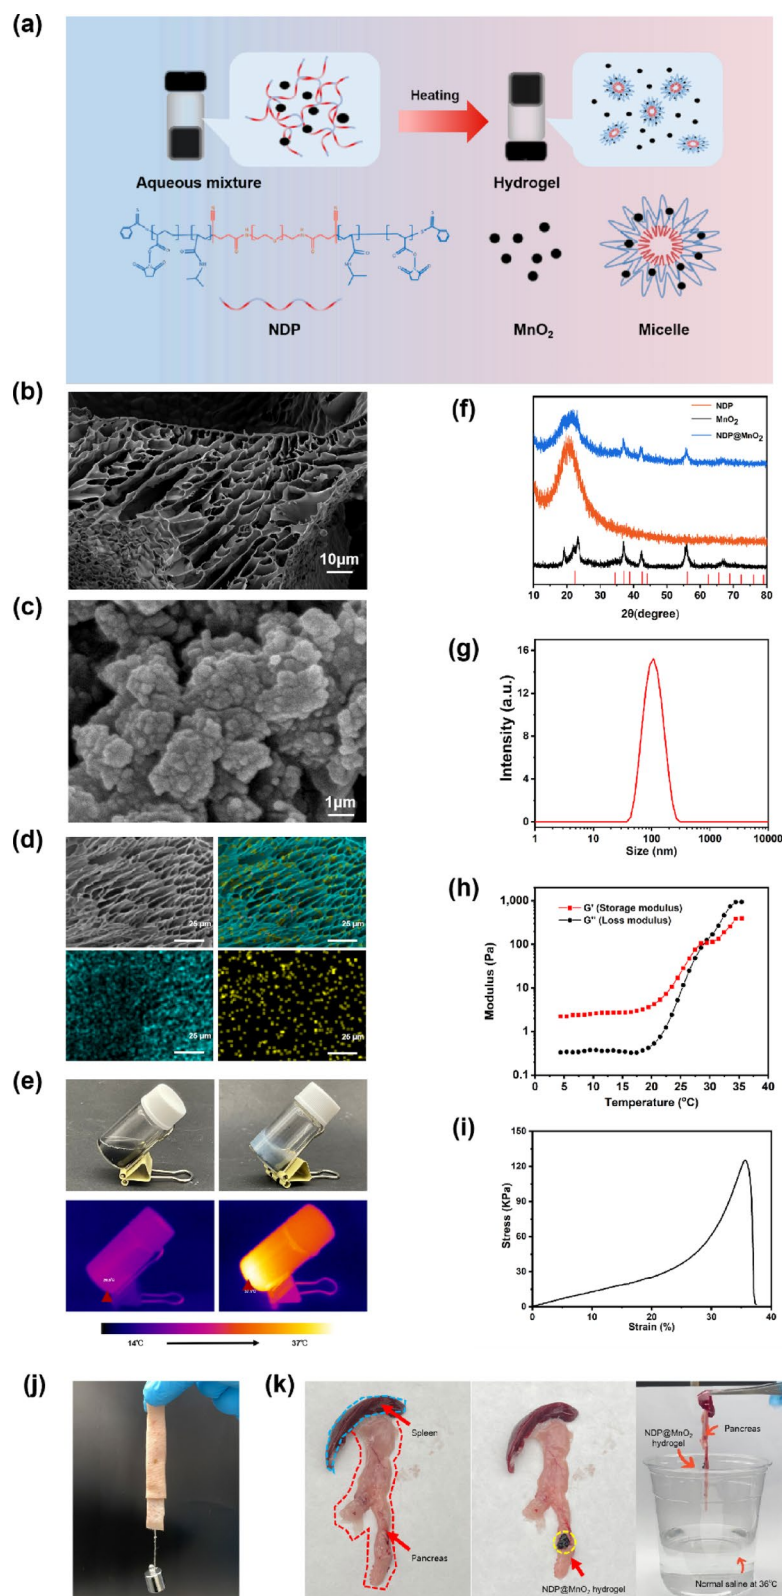 (a)
Heating
Aqueous mixture
Hydrogel
NDP
MnO₂
Micelle
(b)
10μm
(c)
1μm
(d)
25 μm
25 μm
25 μm
25 μm
(e)
14℃
37℃
(f)
NDP
MnO₂
NDP@MnO₂
10 20 30 40 50 60 70 80
2θ(degree)
(g)
Intensity (a.u.)
16
12
8
4
0
1 10 100 1000 10000
Size (nm)
(h)
G' (Storage modulus)
G'' (Loss modulus)
Modulus (Pa)
1,000
100
10
1
0.1
0 5 10 15 20 25 30 35 40
Temperature (°C)
(i)
Stress (KPa)
150
120
90
60
30
0
0 10 20 30 40
Strain (%)
(j)
(k)
Spleen
Pancreas
NDP@MnO₂ hydrogel
NDP@MnO₂
hydrogel
Pancreas
Normal saline at 36℃